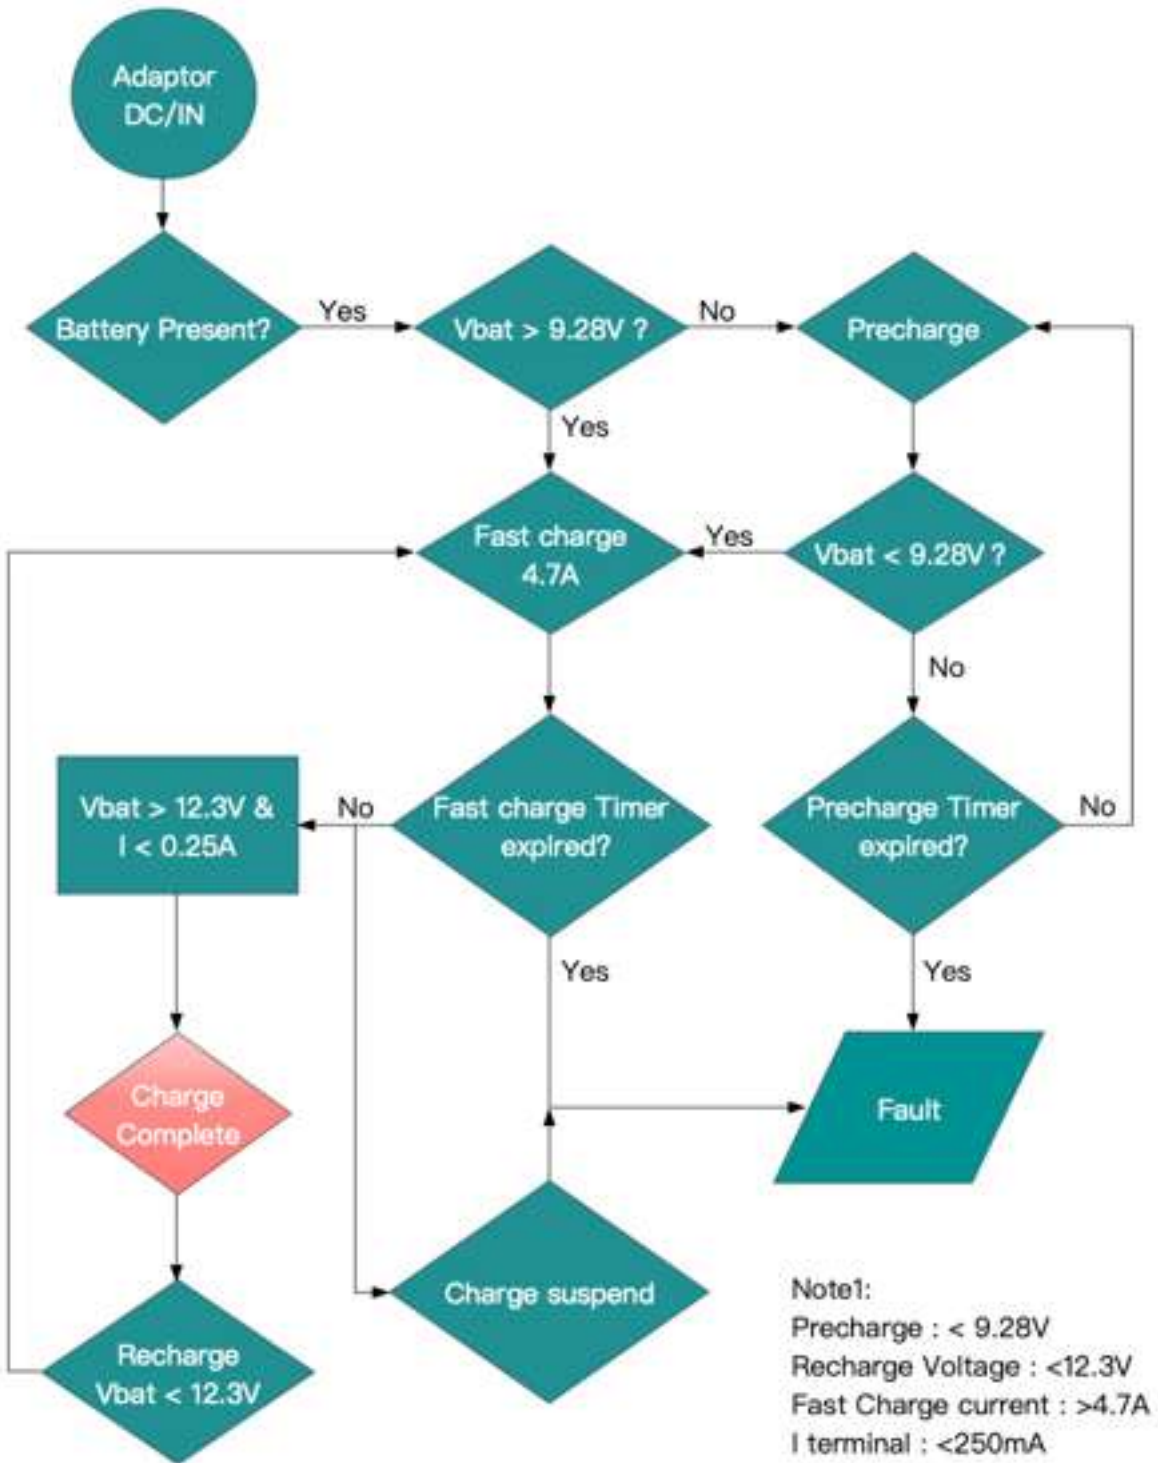 Adaptor
DC/IN
Battery Present?
Yes
Vbat > 9.28V ?
No
Precharge
Yes
Fast charge
4.7A
Yes
Vbat < 9.28V ?
No
Vbat > 12.3V &
I < 0.25A
No
Fast charge Timer
expired?
Precharge Timer
expired?
No
Yes
Yes
Charge
Complete
Fault
Charge suspend
Recharge
Vbat < 12.3V
Note1:
Precharge : < 9.28V
Recharge Voltage : <12.3V
Fast Charge current : >4.7A
I terminal : <250mA